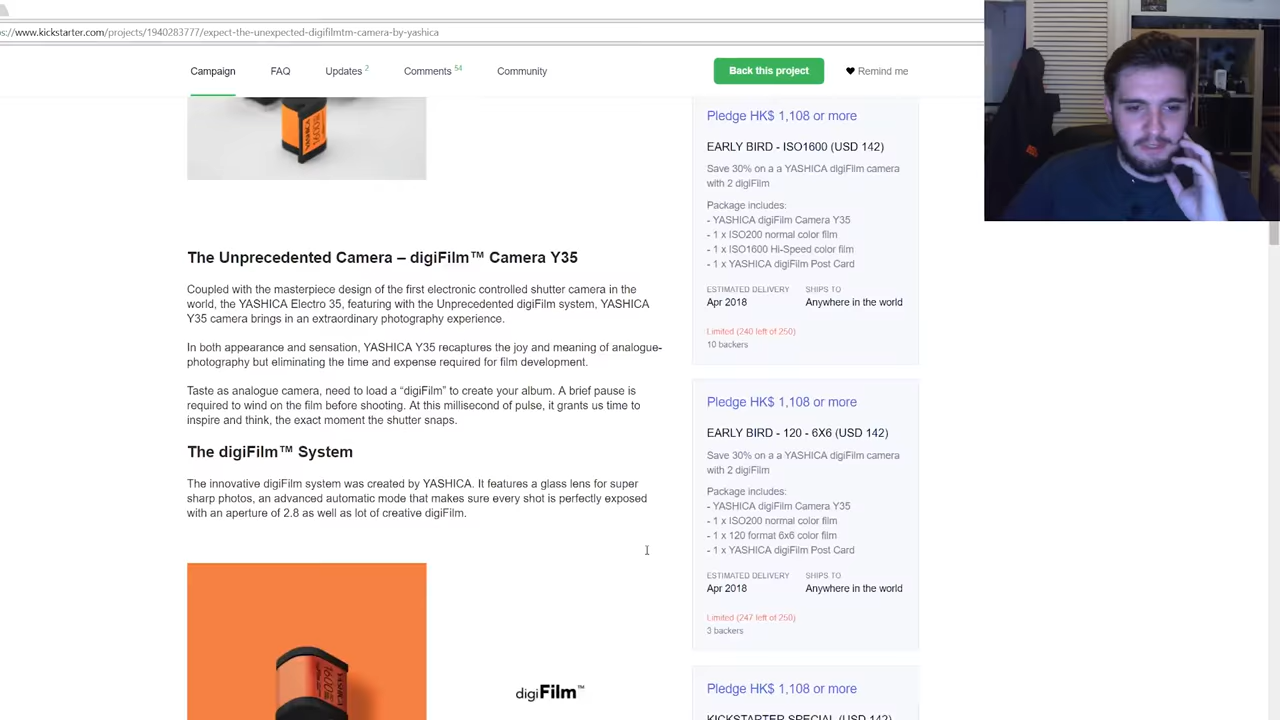 s://www.kickstarter.com/projects/1940283777/expect-the-unexpected-digifilmtm-camera-by-yashica
Campaign FAQ Updates 2 Comments 54 Community Back this project Remind me
YASHICA
1600
The Unprecedented Camera – digiFilm™ Camera Y35
Coupled with the masterpiece design of the first electronic controlled shutter camera in the
world, the YASHICA Electro 35, featuring with the Unprecedented digiFilm system, YASHICA
Y35 camera brings in an extraordinary photography experience.
In both appearance and sensation, YASHICA Y35 recaptures the joy and meaning of analogue-
photography but eliminating the time and expense required for film development.
Taste as analogue camera, need to load a “digiFilm” to create your album. A brief pause is
required to wind on the film before shooting. At this millisecond of pulse, it grants us time to
inspire and think, the exact moment the shutter snaps.
The digiFilm™ System
The innovative digiFilm system was created by YASHICA. It features a glass lens for super
sharp photos, an advanced automatic mode that makes sure every shot is perfectly exposed
with an aperture of 2.8 as well as lot of creative digiFilm.
YASHICA
1600
digiFilm™
Pledge HK$ 1,108 or more
EARLY BIRD - ISO1600 (USD 142)
Save 30% on a a YASHICA digiFilm camera
with 2 digiFilm
Package includes:
- YASHICA digiFilm Camera Y35
- 1 x ISO200 normal color film
- 1 x ISO1600 Hi-Speed color film
- 1 x YASHICA digiFilm Post Card
ESTIMATED DELIVERY SHIPS TO
Apr 2018 Anywhere in the world
Limited (240 left of 250)
10 backers
Pledge HK$ 1,108 or more
EARLY BIRD - 120 - 6X6 (USD 142)
Save 30% on a a YASHICA digiFilm camera
with 2 digiFilm
Package includes:
- YASHICA digiFilm Camera Y35
- 1 x ISO200 normal color film
- 1 x 120 format 6x6 color film
- 1 x YASHICA digiFilm Post Card
ESTIMATED DELIVERY SHIPS TO
Apr 2018 Anywhere in the world
Limited (247 left of 250)
3 backers
Pledge HK$ 1,108 or more
KICKSTARTER SPECIAL (USD 142)